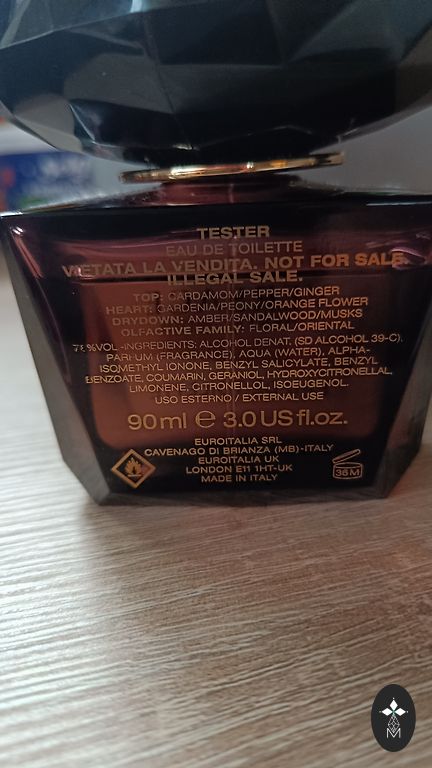 TESTER
EAU DE TOILETTE
VIETATA LA VENDITA. NOT FOR SALE.
ILLEGAL SALE.
TOP: CARDAMOM/PEPPER/GINGER
HEART: GARDENIA/PEONY/ORANGE FLOWER
DRYDOWN: AMBER/SANDALWOOD/MUSKS
OLFACTIVE FAMILY: FLORAL/ORIENTAL
78%VOL -INGREDIENTS: ALCOHOL DENAT. (SD ALCOHOL 39-C),
PARFUM (FRAGRANCE), AQUA (WATER), ALPHA-
ISOMETHYL IONONE, BENZYL SALICYLATE, BENZYL
BENZOATE, COUMARIN, GERANIOL, HYDROXYCITRONELLAL,
LIMONENE, CITRONELLOL, ISOEUGENOL.
USO ESTERNO / EXTERNAL USE
90 ml ℮ 3.0 US fl.oz.
EUROITALIA SRL
CAVENAGO DI BRIANZA (MB)-ITALY
EUROITALIA UK
LONDON E11 1HT-UK
MADE IN ITALY
36M
M